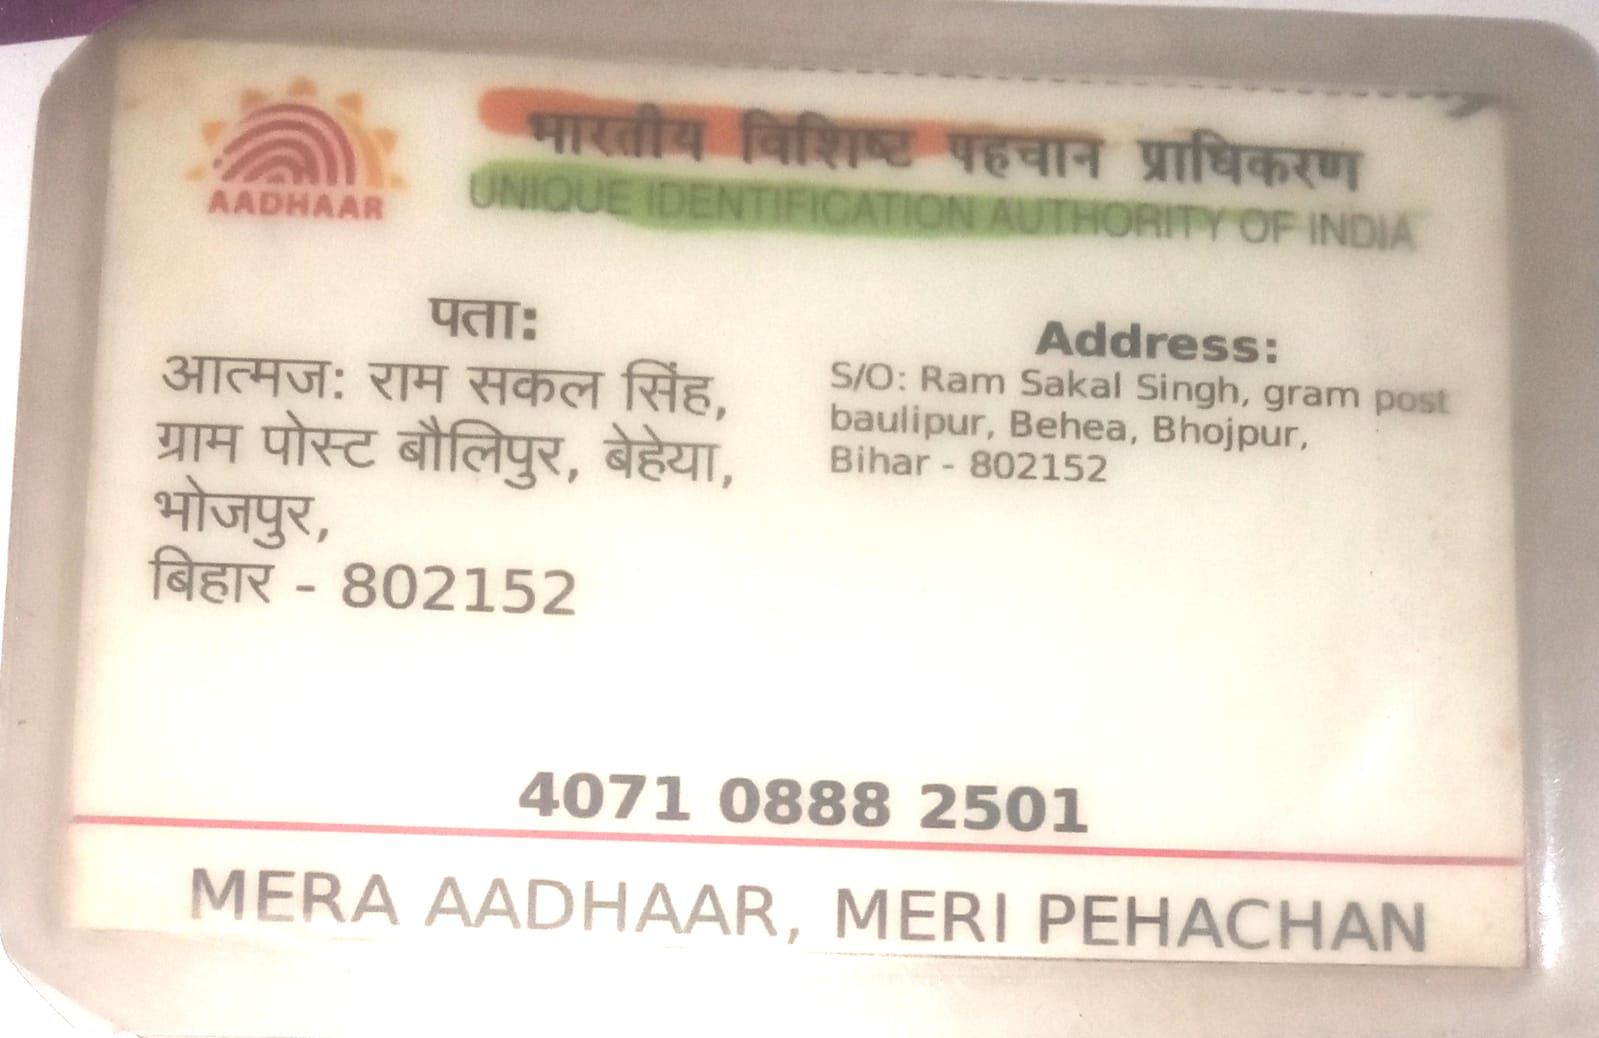 AADHAAR
भारतीय विशिष्ट पहचान प्राधिकरण
UNIQUE IDENTIFICATION AUTHORITY OF INDIA
पता:
आत्मज: राम सकल सिंह,
ग्राम पोस्ट बौलिपुर, बेहेया,
भोजपुर,
बिहार - 802152
Address:
S/O: Ram Sakal Singh, gram post
baulipur, Behea, Bhojpur,
Bihar - 802152
4071 0888 2501
MERA AADHAAR, MERI PEHACHAN